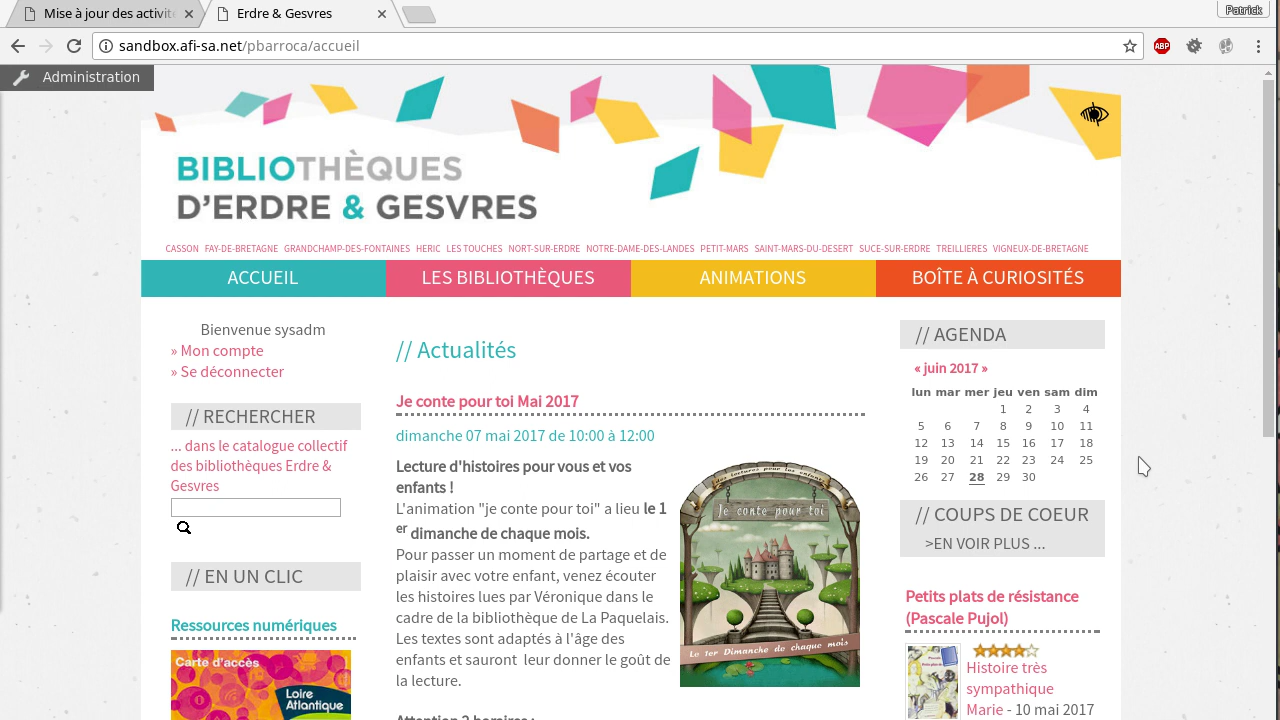 Mise à jour des activité
Erdre & Gesvres
Patrick
sandbox.afi-sa.net/pbarroca/accueil
ABP
Administration
BIBLIOTHÈQUES
D'ERDRE & GESVRES
CASSON FAY-DE-BRETAGNE GRANDCHAMP-DES-FONTAINES HERIC LES TOUCHES NORT-SUR-ERDRE NOTRE-DAME-DES-LANDES PETIT-MARS SAINT-MARS-DU-DESERT SUCE-SUR-ERDRE TREILLIERES VIGNEUX-DE-BRETAGNE
ACCUEIL LES BIBLIOTHÈQUES ANIMATIONS BOÎTE À CURIOSITÉS
Bienvenue sysadm
» Mon compte
» Se déconnecter
// RECHERCHER
... dans le catalogue collectif
des bibliothèques Erdre &
Gesvres
// EN UN CLIC
Ressources numériques
Carte d'accès
Loire
Atlantique
// Actualités
Je conte pour toi Mai 2017
dimanche 07 mai 2017 de 10:00 à 12:00
Lecture d'histoires pour vous et vos
enfants !
L'animation "je conte pour toi" a lieu le 1
er dimanche de chaque mois.
Pour passer un moment de partage et de
plaisir avec votre enfant, venez écouter
les histoires lues par Véronique dans le
cadre de la bibliothèque de La Paquelais.
Les textes sont adaptés à l'âge des
enfants et sauront leur donner le goût de
la lecture.
Attention 2 horaires :
des lectures pour les enfants
Je conte pour toi
Le 1er Dimanche de chaque mois
// AGENDA
« juin 2017 »
lun mar mer jeu ven sam dim
1 2 3 4
5 6 7 8 9 10 11
12 13 14 15 16 17 18
19 20 21 22 23 24 25
26 27 28 29 30
// COUPS DE COEUR
>EN VOIR PLUS ...
Petits plats de résistance
(Pascale Pujol)
Histoire très
sympathique
Marie - 10 mai 2017